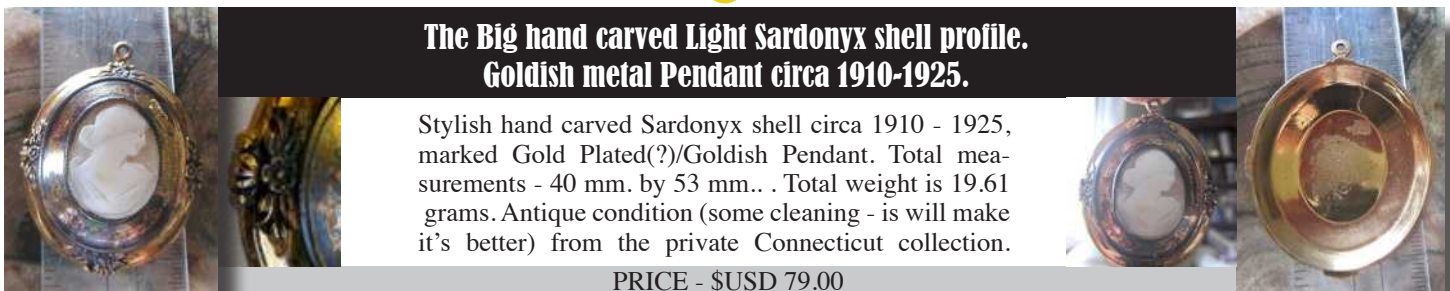 The Big hand carved Light Sardonyx shell profile.
Goldish metal Pendant circa 1910-1925.
Stylish hand carved Sardonyx shell circa 1910 - 1925,
marked Gold Plated(?)/Goldish Pendant. Total mea-
surements - 40 mm. by 53 mm.. . Total weight is 19.61
grams. Antique condition (some cleaning - is will make
it's better) from the private Connecticut collection.
PRICE - $USD 79.00